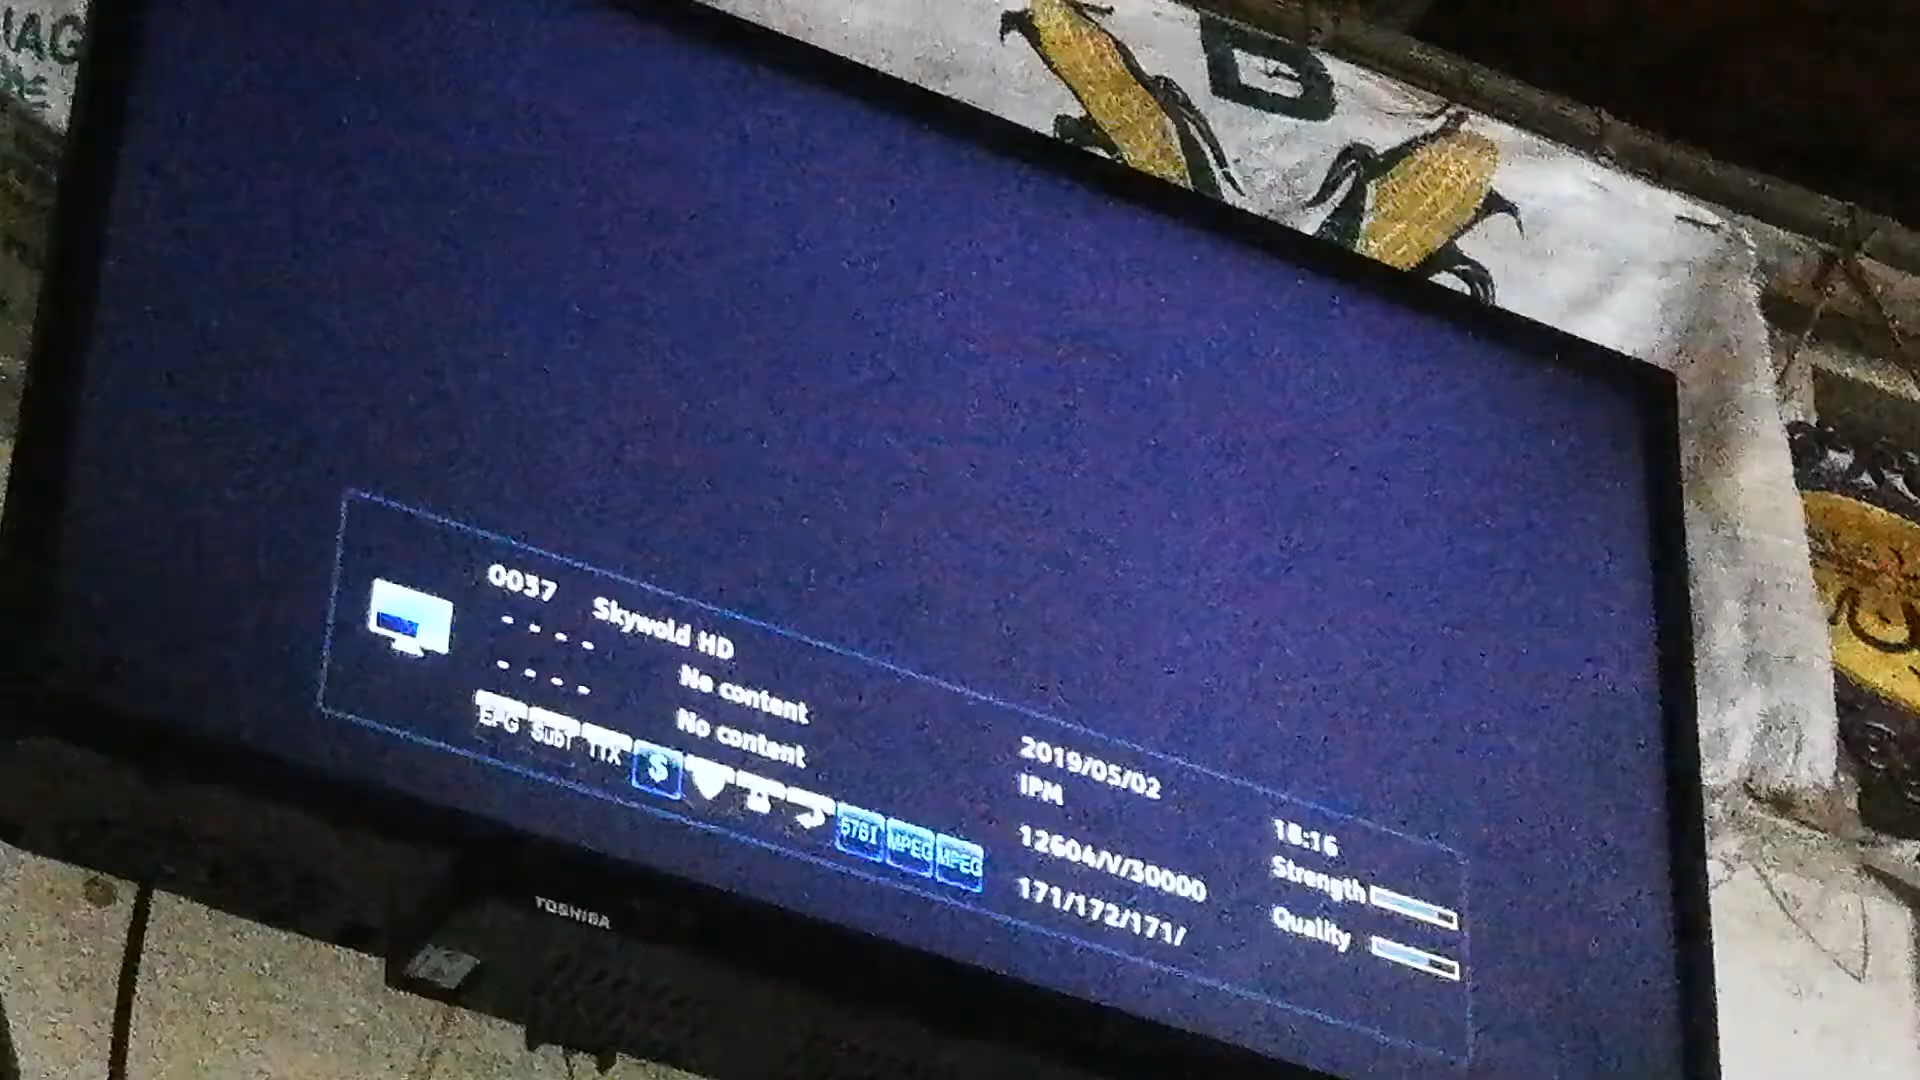 0037 Skywold HD
- - - - No content
- - - - No content
EPG SubT TTX $ 576I MPEG MPEG
2019/05/02 18:16
IPM
12604/V/30000 Strength
171/172/171/ Quality
TOSHIBA
B